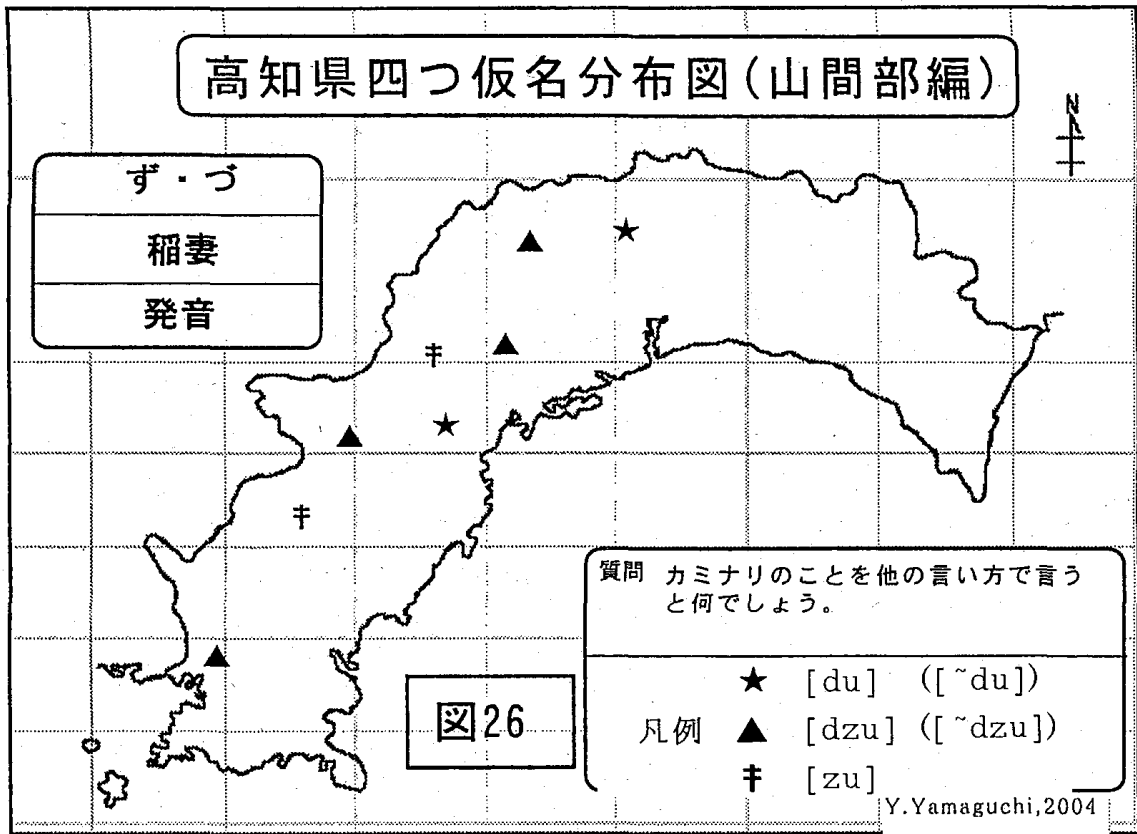 高知県四つ仮名分布図(山間部編)
N
ず・づ
稲妻
発音
質問 カミナリのことを他の言い方で言う
と何でしょう。
★ [du] ([~du])
凡例 ▲ [dzu] ([~dzu])
[zu]
図26
Y.Yamaguchi,2004